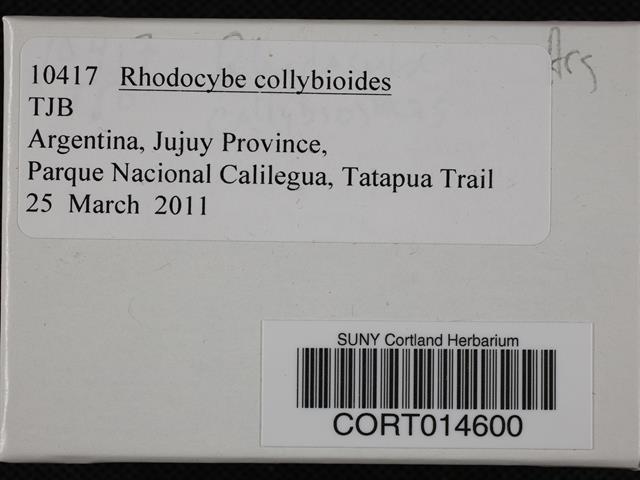 10417 Rhodocybe collybioides
Arg
TJB
Argentina, Jujuy Province,
Parque Nacional Calilegua, Tatapua Trail
25 March 2011
SUNY Cortland Herbarium
CORT014600